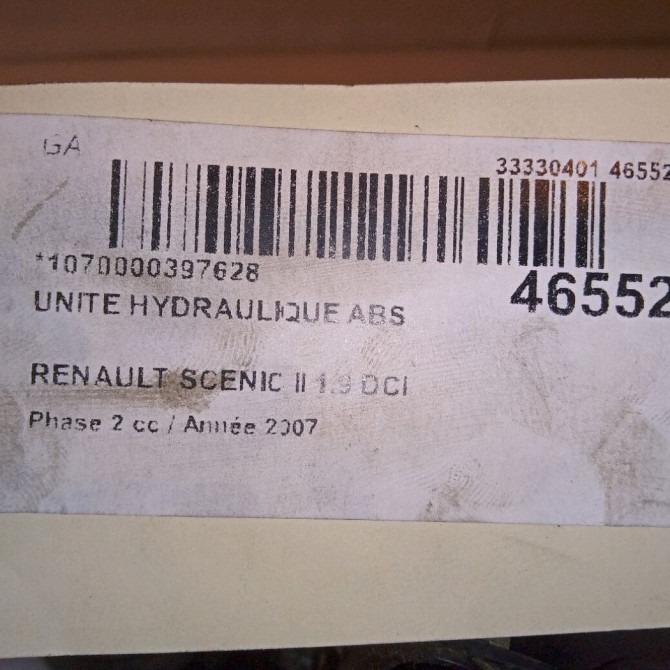 GA
33330401 46552
*1070000397628
46552
UNITE HYDRAULIQUE ABS
RENAULT SCENIC II 1.9 DCI
Phase 2 cc / Année 2007